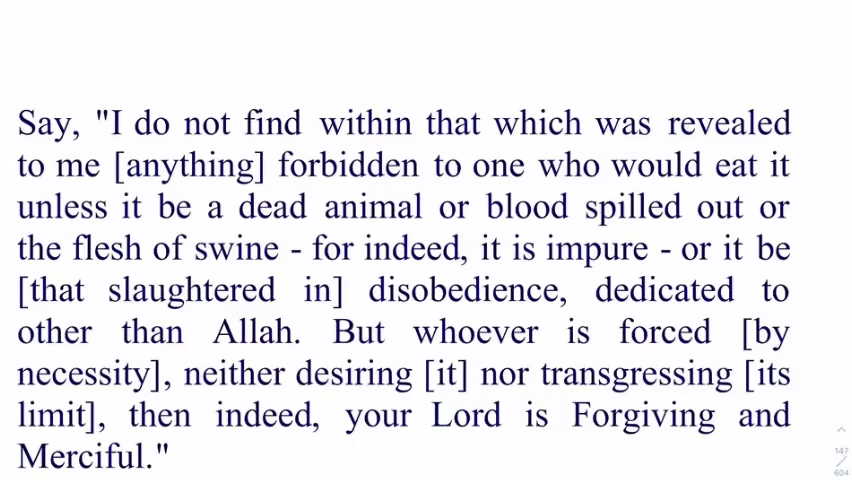 Say, "I do not find within that which was revealed
to me [anything] forbidden to one who would eat it
unless it be a dead animal or blood spilled out or
the flesh of swine - for indeed, it is impure - or it be
[that slaughtered in] disobedience, dedicated to
other than Allah. But whoever is forced [by
necessity], neither desiring [it] nor transgressing [its
limit], then indeed, your Lord is Forgiving and
Merciful."
147
604